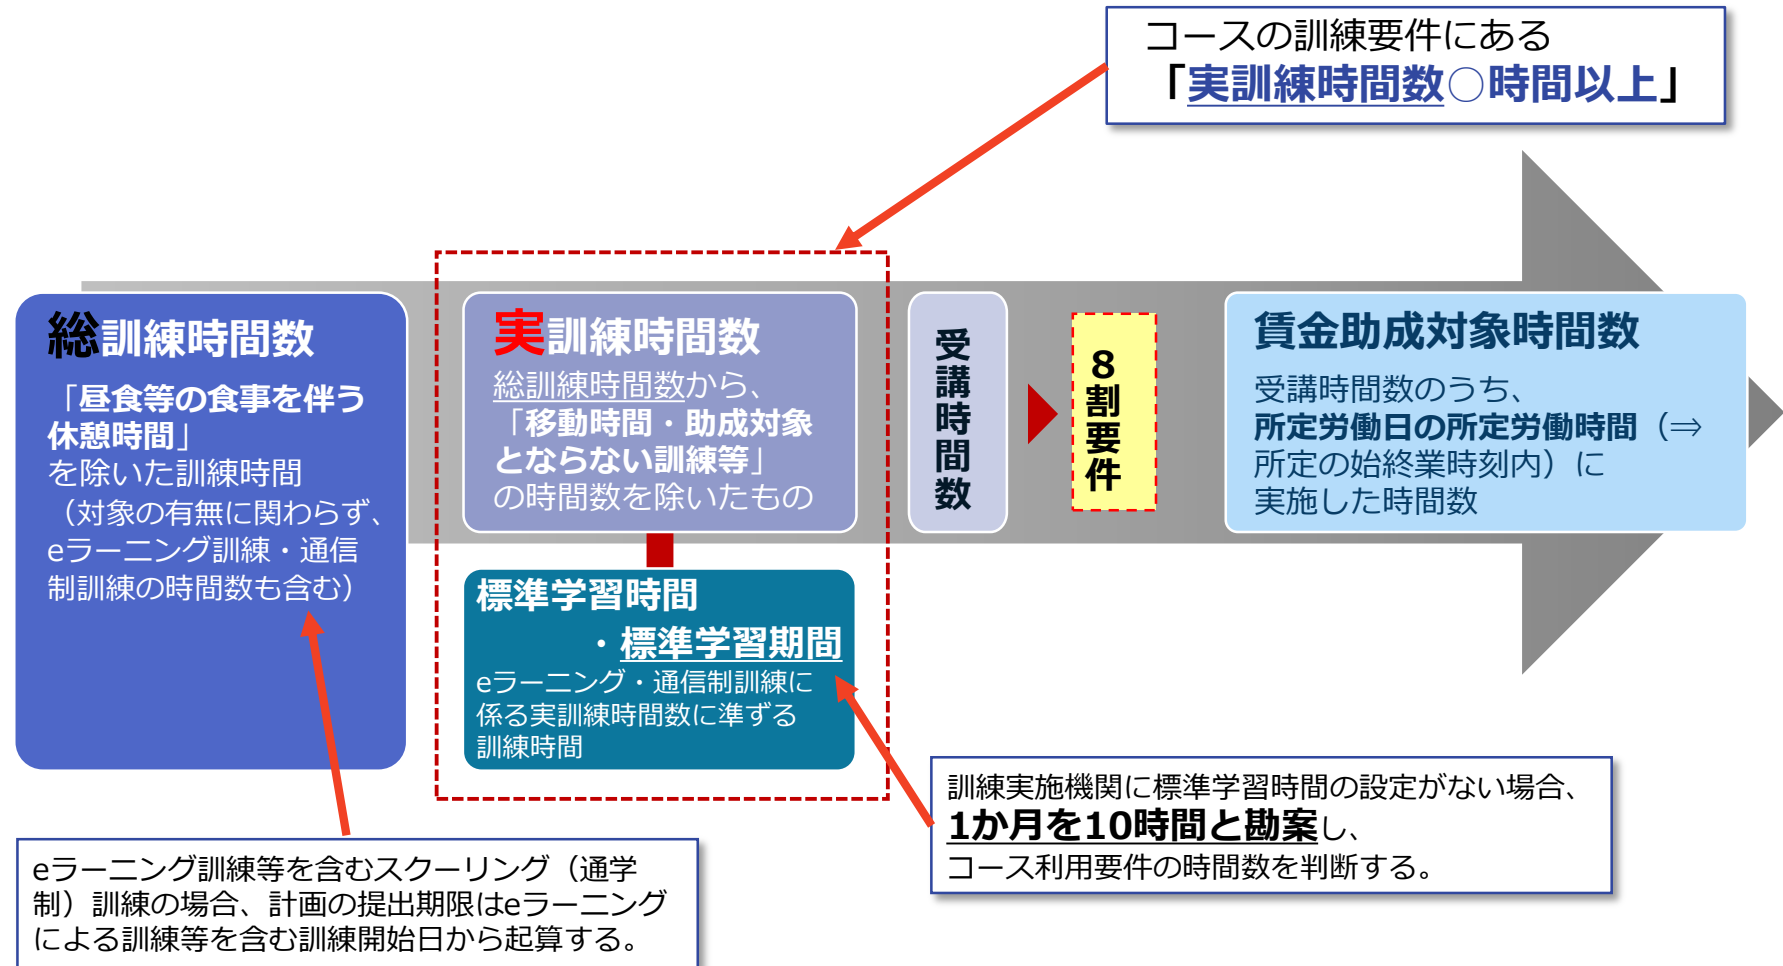 コースの訓練要件にある
「実訓練時間数○時間以上」
総訓練時間数
「昼食等の食事を伴う
休憩時間」
を除いた訓練時間
（対象の有無に関わらず、
eラーニング訓練・通信
制訓練の時間数も含む）
実訓練時間数
総訓練時間数から、
「移動時間・助成対象
とならない訓練等」
の時間数を除いたもの
標準学習時間
・標準学習期間
eラーニング・通信制訓練に
係る実訓練時間数に準ずる
訓練時間
受講時間数
８割要件
賃金助成対象時間数
受講時間数のうち、
所定労働日の所定労働時間（⇒
所定の始終業時刻内）に
実施した時間数
訓練実施機関に標準学習時間の設定がない場合、
1か月を10時間と勘案し、
コース利用要件の時間数を判断する。
eラーニング訓練等を含むスクーリング（通学
制）訓練の場合、計画の提出期限はeラーニング
による訓練等を含む訓練開始日から起算する。